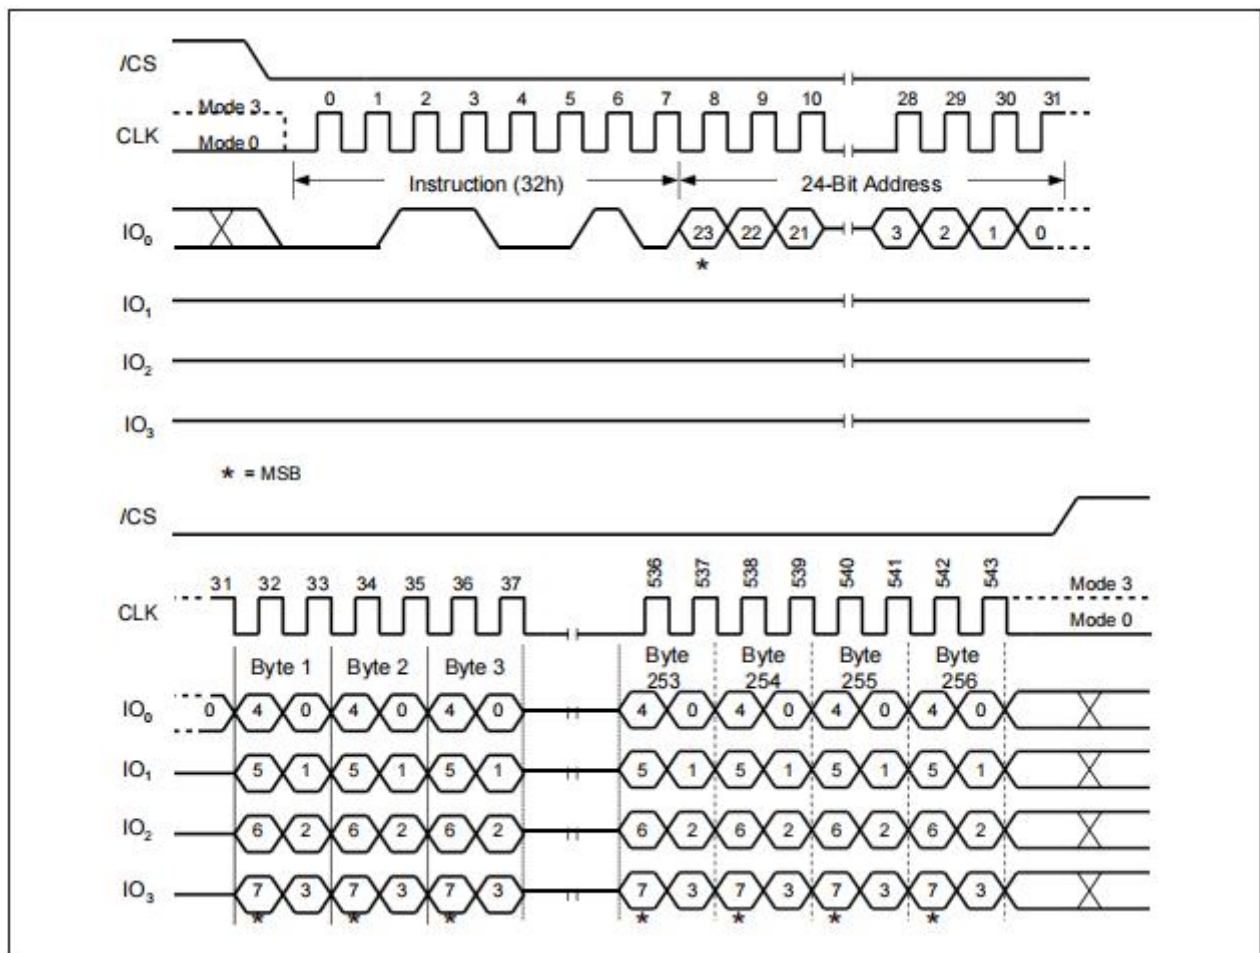 /CS
Mode 3 0 1 2 3 4 5 6 7 8 9 10 28 29 30 31
CLK Mode 0
Instruction (32h) 24-Bit Address
IO0 23 22 21 3 2 1 0
*
IO1
IO2
IO3
* = MSB
/CS
31 32 33 34 35 36 37 536 537 538 539 540 541 542 543
Mode 3
CLK Mode 0
Byte 1 Byte 2 Byte 3 Byte 253 Byte 254 Byte 255 Byte 256
IO0 0 4 0 4 0 4 0 4 0 4 0 4 0 4 0
IO1 5 1 5 1 5 1 5 1 5 1 5 1 5 1
IO2 6 2 6 2 6 2 6 2 6 2 6 2 6 2
IO3 7 3 7 3 7 3 7 3 7 3 7 3 7 3
* * * * * * *